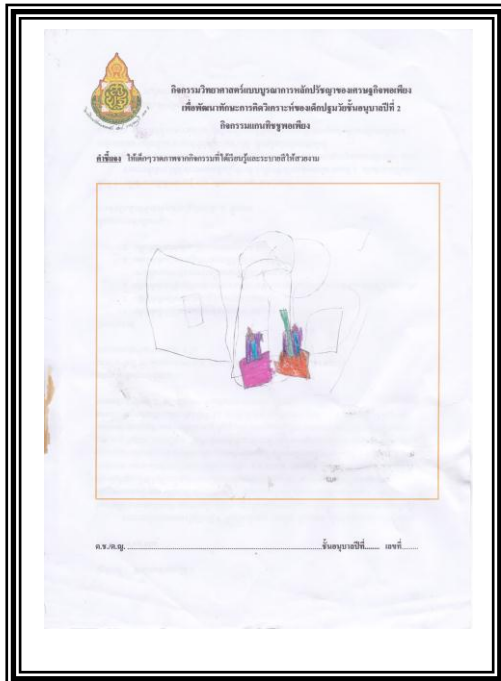 กิจกรรมวิทยาศาสตร์แบบบูรณาการหลักปรัชญาของเศรษฐกิจพอเพียง
เพื่อพัฒนาทักษะการคิดวิเคราะห์ของเด็กปฐมวัยชั้นอนุบาลปีที่ 2
กิจกรรมแกนทิชชูพอเพียง
คำชี้แจง ให้เด็กๆวาดภาพจากกิจกรรมที่ได้เรียนรู้และระบายสีให้สวยงาม
ด.ช./ด.ญ. ............................................................ชั้นอนุบาลปีที่....... เลขที่........